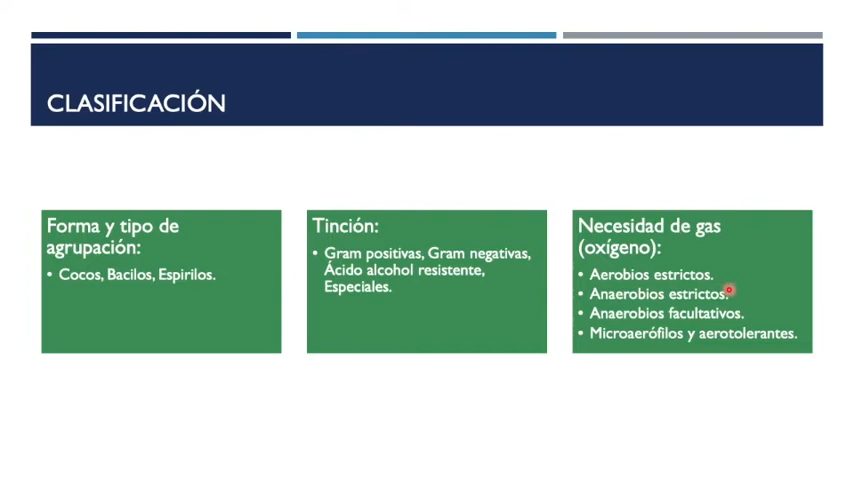 CLASIFICACIÓN
Forma y tipo de
agrupación:
• Cocos, Bacilos, Espirilos.
Tinción:
• Gram positivas, Gram negativas,
Ácido alcohol resistente,
Especiales.
Necesidad de gas
(oxígeno):
• Aerobios estrictos.
• Anaerobios estrictos.
• Anaerobios facultativos.
• Microaerófilos y aerotolerantes.